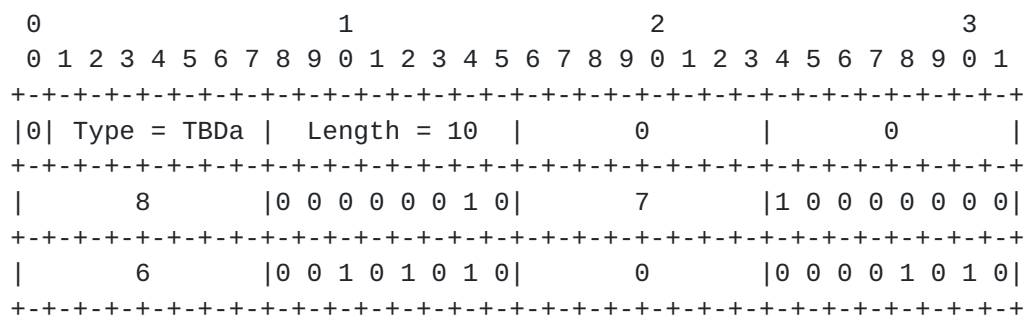 0                   1                   2                   3
0 1 2 3 4 5 6 7 8 9 0 1 2 3 4 5 6 7 8 9 0 1 2 3 4 5 6 7 8 9 0 1
+-+-+-+-+-+-+-+-+-+-+-+-+-+-+-+-+-+-+-+-+-+-+-+-+-+-+-+-+-+-+-+-+
|0| Type = TBDa |  Length = 10  |       0       |       0       |
+-+-+-+-+-+-+-+-+-+-+-+-+-+-+-+-+-+-+-+-+-+-+-+-+-+-+-+-+-+-+-+-+
|       8       |0 0 0 0 0 0 1 0|       7       |1 0 0 0 0 0 0 0|
+-+-+-+-+-+-+-+-+-+-+-+-+-+-+-+-+-+-+-+-+-+-+-+-+-+-+-+-+-+-+-+-+
|       6       |0 0 1 0 1 0 1 0|       0       |0 0 0 0 1 0 1 0|
+-+-+-+-+-+-+-+-+-+-+-+-+-+-+-+-+-+-+-+-+-+-+-+-+-+-+-+-+-+-+-+-+